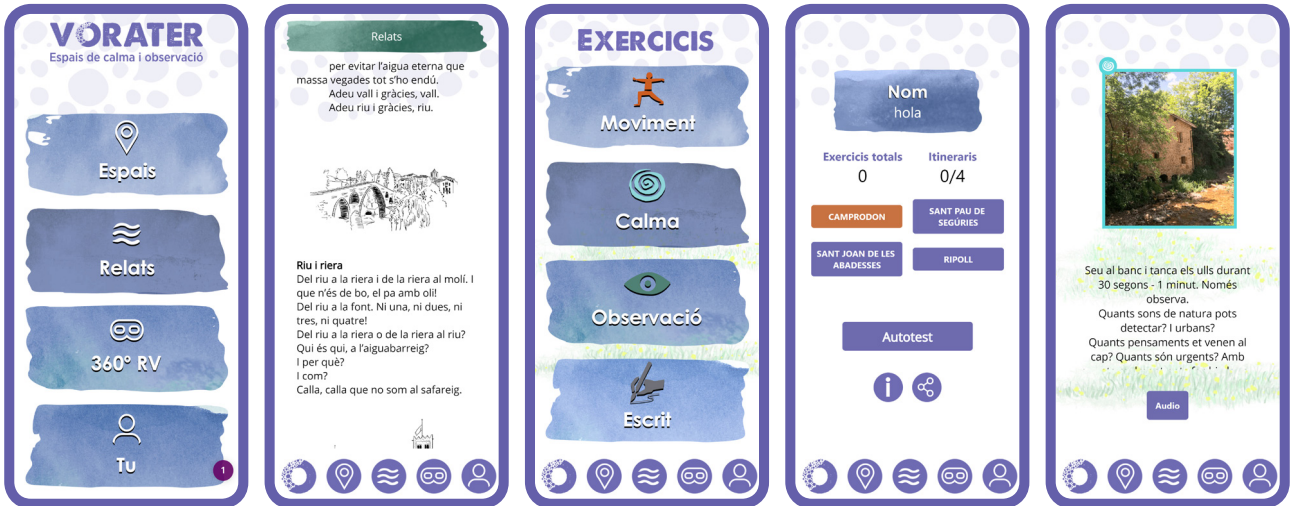 VORATER
Espais de calma i observació
Espais
Relats
360º RV
Tu
1
Relats
per evitar l’aigua eterna que
massa vegades tot s’ho endú.
Adeu vall i gràcies, vall.
Adeu riu i gràcies, riu.
Riu i riera
Del riu a la riera i de la riera al molí. I
que n’és de bo, el pa amb oli!
Del riu a la font. Ni una, ni dues, ni
tres, ni quatre!
Del riu a la riera o de la riera al riu?
Qui és qui, a l’aiguabarreig?
I per què?
I com?
Calla, calla que no som al safareig.
EXERCICIS
Moviment
Calma
Observació
Escrit
Nom
hola
Exercicis totals
Itineraris
0
0/4
CAMPRODON
SANT PAU DE
SEGÚRIES
SANT JOAN DE LES
ABADESSES
RIPOLL
Autotest
Seu al banc i tanca els ulls durant
30 segons - 1 minut. Només
observa.
Quants sons de natura pots
detectar? I urbans?
Quants pensaments et venen al
cap? Quants són urgents? Amb
Audio